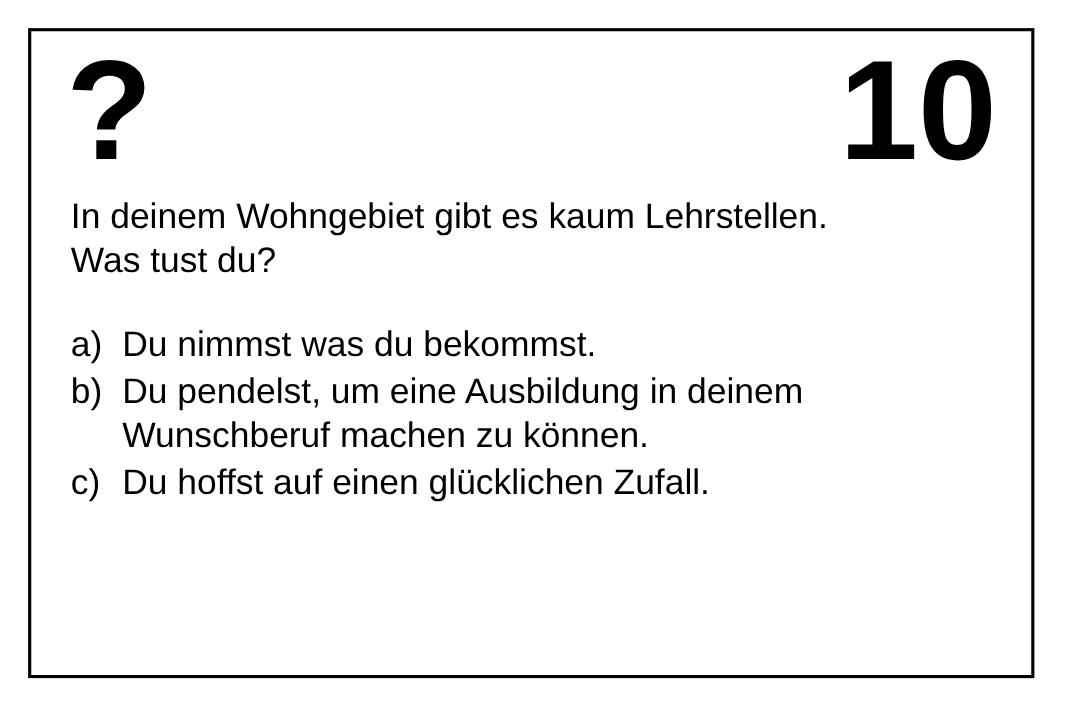 ? 10
In deinem Wohngebiet gibt es kaum Lehrstellen.
Was tust du?
a) Du nimmst was du bekommst.
b) Du pendelst, um eine Ausbildung in deinem
Wunschberuf machen zu können.
c) Du hoffst auf einen glücklichen Zufall.